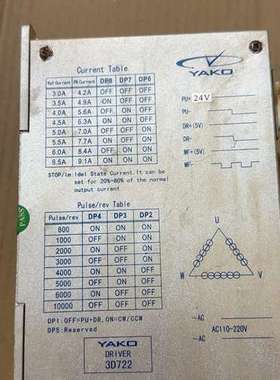 Current Table
Ref Current PK Current DP8 DP7 DP6
3.0A 4.2A OFF OFF OFF
3.5A 4.9A OFF OFF ON
4.0A 5.6A OFF ON OFF
4.5A 6.3A OFF ON ON
5.0A 7.0A ON OFF OFF
5.5A 7.7A ON OFF ON
6.0A 8.4A ON ON OFF
6.5A 9.1A ON ON ON
STOP/im Idel State Current.It can be
set for 20%-80% of the normal
output current
Pulse/rev Table
Pulse/rev DP4 DP3 DP2
800 ON ON ON
1000 ON ON OFF
2000 ON OFF ON
3000 ON OFF OFF
4000 OFF ON ON
5000 OFF ON OFF
6000 OFF OFF ON
10000 OFF OFF OFF
DP1:OFF=PU+DR,ON=CW/CCW
DP5:Reserved
YAKO
DRIVER
3D722
YAKO
PU+ 24V
PU-
DR+(5V)
DR-
MF+(5V)
MF-
U
W V
AC
AC110-220V
AC
PASS